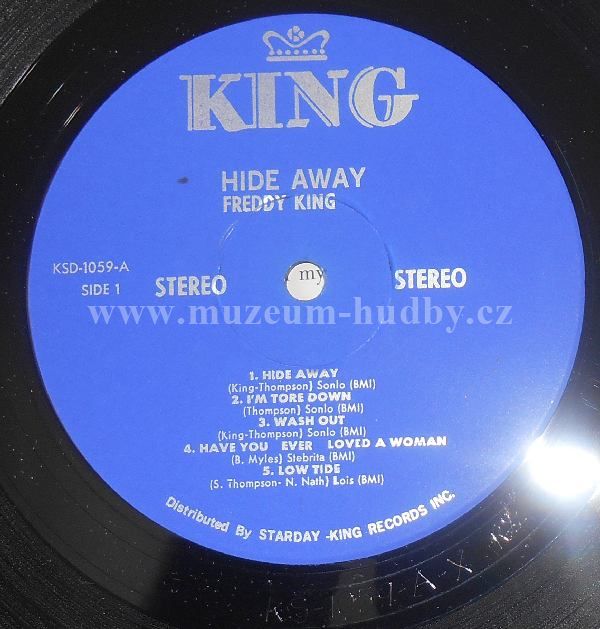 KING
HIDE AWAY
FREDDY KING
KSD-1059-A
SIDE 1
STEREO
my
STEREO
www.muzeum-hudby.cz
1. HIDE AWAY
(King-Thompson) Sonlo (BMI)
2. I'M TORE DOWN
(Thompson) Sonlo (BMI)
3. WASH OUT
(King-Thompson) Sonlo (BMI)
4. HAVE YOU EVER LOVED A WOMAN
(B. Myles) Slebrita (BMI)
5. LOW TIDE
(S. Thompson- N. Nath) Lois (BMI)
Distributed By STARDAY -KING RECORDS INC.